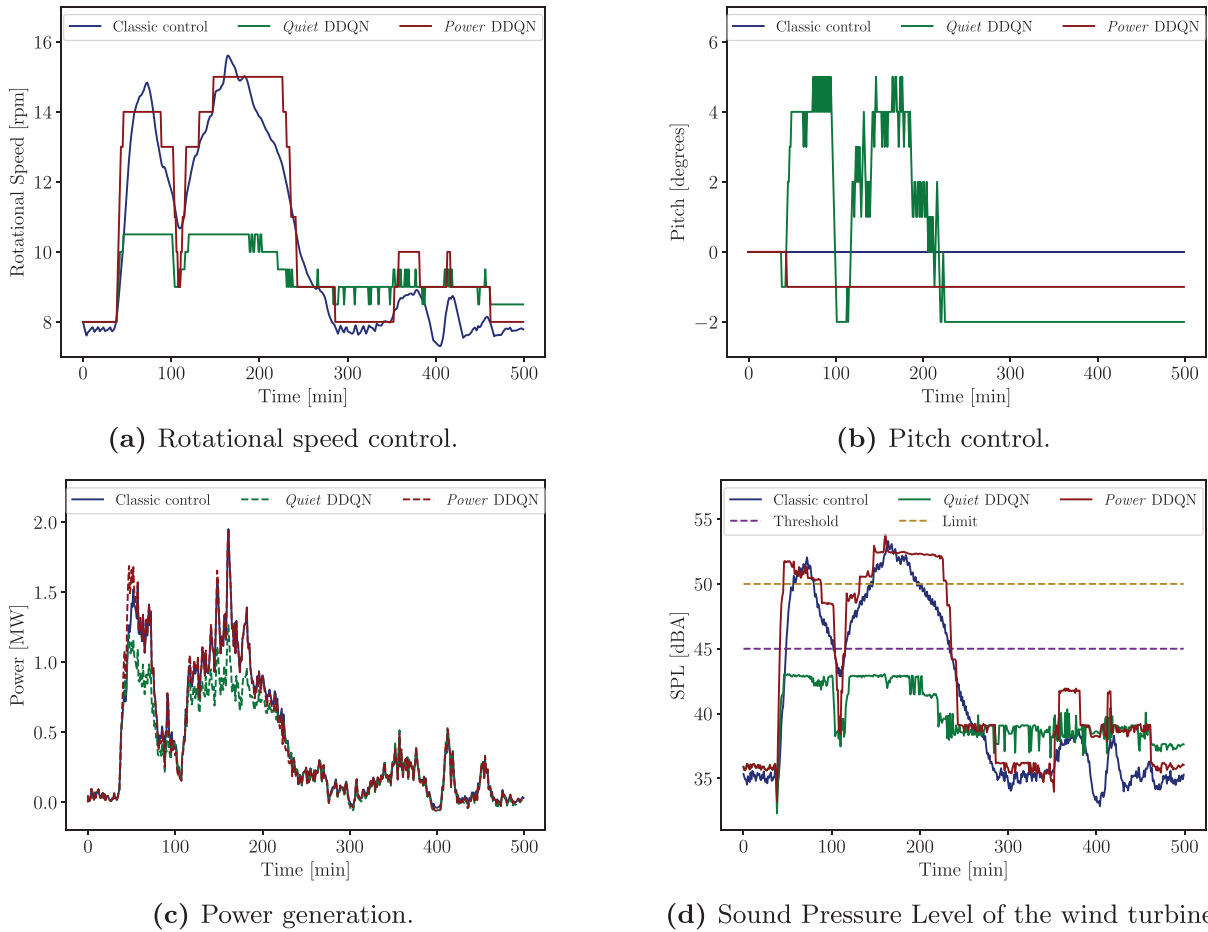 Classic control Quiet DDQN Power DDQN
16
14
12
10
8
Rotational Speed [rpm]
0 100 200 300 400 500
Time [min]
(a) Rotational speed control.
Classic control Quiet DDQN Power DDQN
6
4
2
0
−2
Pitch [degrees]
0 100 200 300 400 500
Time [min]
(b) Pitch control.
Classic control Quiet DDQN Power DDQN
2.0
1.5
1.0
0.5
0.0
Power [MW]
0 100 200 300 400 500
Time [min]
(c) Power generation.
Classic control Quiet DDQN Power DDQN
Threshold Limit
55
50
45
40
35
SPL [dBA]
0 100 200 300 400 500
Time [min]
(d) Sound Pressure Level of the wind turbine